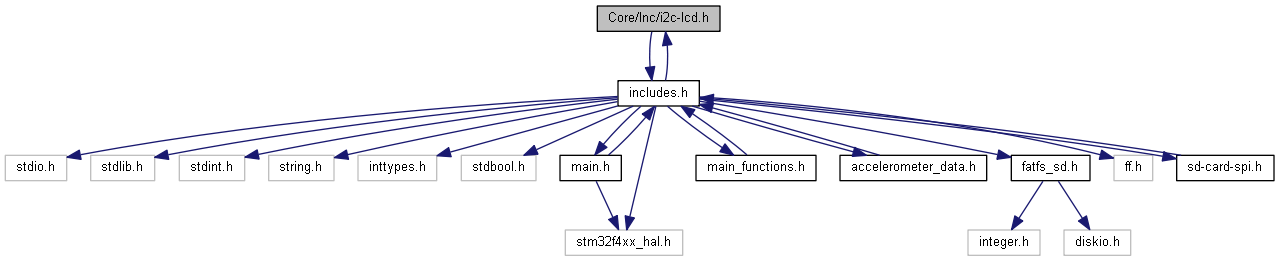 Core/Inc/i2c-lcd.h
includes.h
stdio.h
stdlib.h
stdint.h
string.h
inttypes.h
stdbool.h
main.h
main_functions.h
accelerometer_data.h
fatfs_sd.h
ff.h
sd-card-spi.h
stm32f4xx_hal.h
integer.h
diskio.h